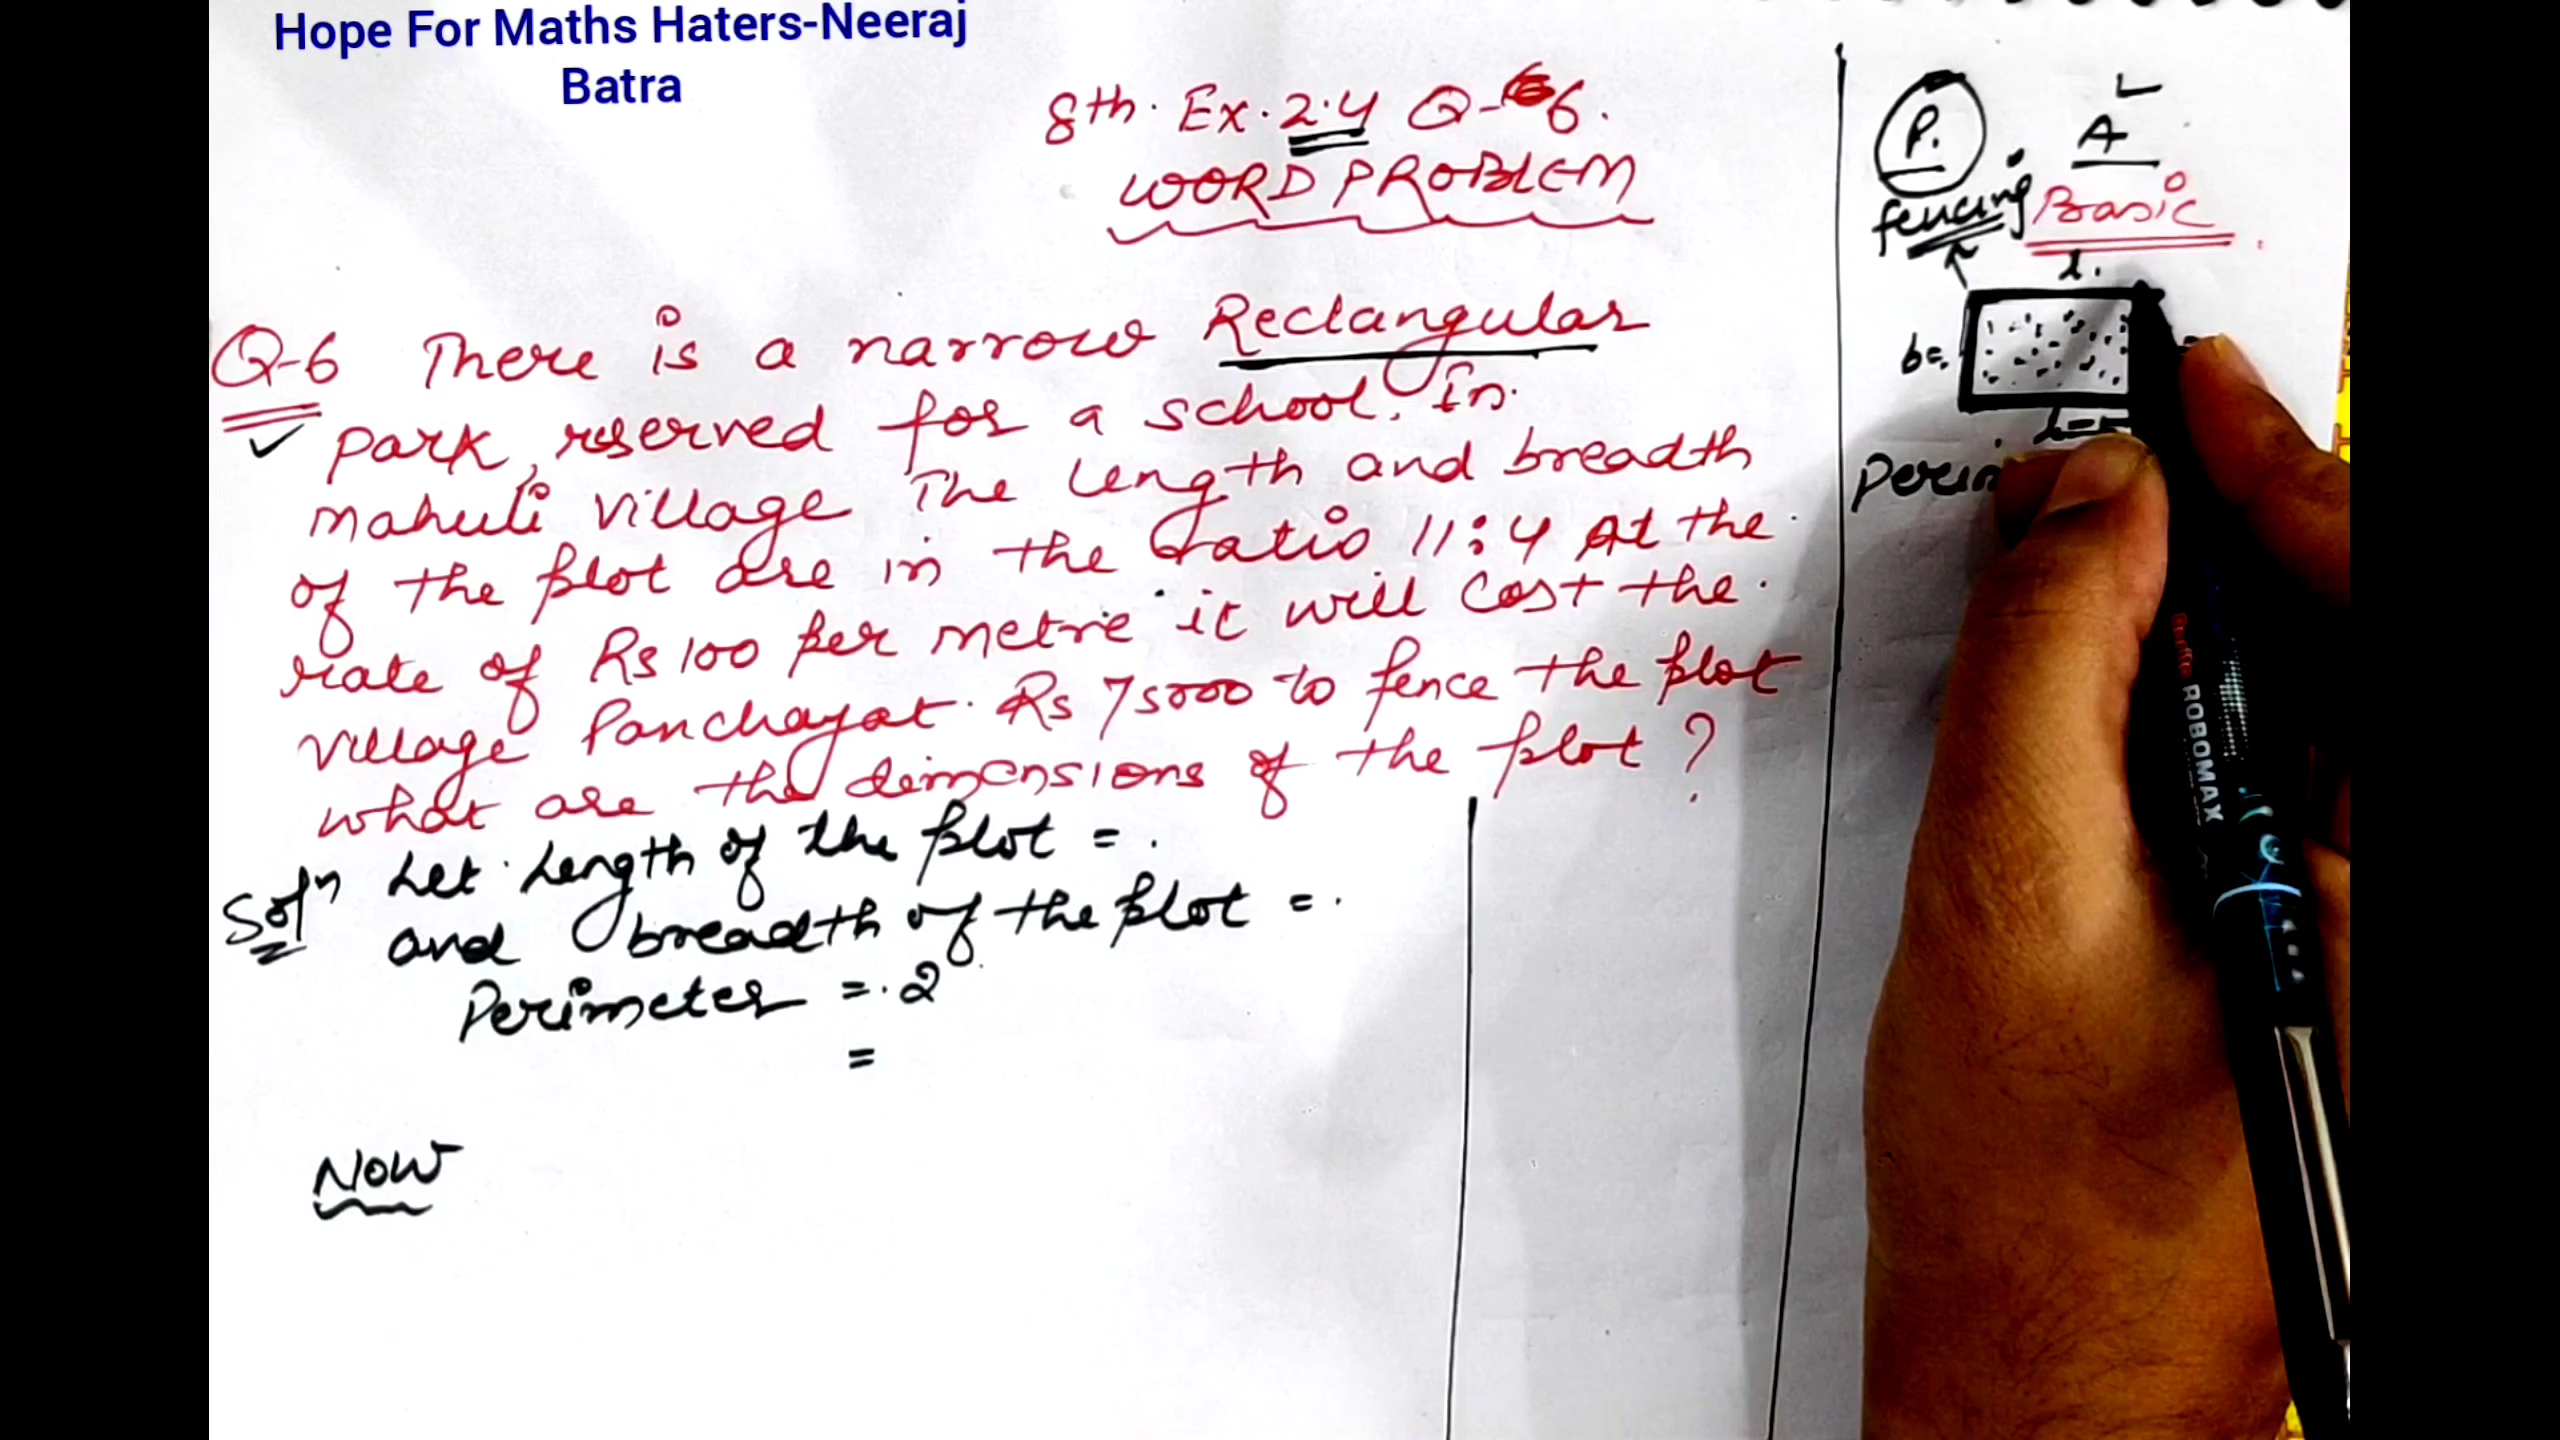 Hope For Maths Haters-Neeraj
Batra
8th. Ex. 2.4 Q-6.
WORD PROBLEM
Q-6 There is a narrow Rectangular
park, reserved for a school. In
mahuli village The length and breadth
of the plot are in the ratio 11:4 At the
rate of Rs 100 per metre it will cost the
village Panchayat Rs 75000 to fence the plot
what are the dimensions of the plot ?
Soln Let Length of the plot = .
and breadth of the plot = .
Perimeter = 2
=
Now
P. A
fencing Basic
l.
b=
ROBOMAX